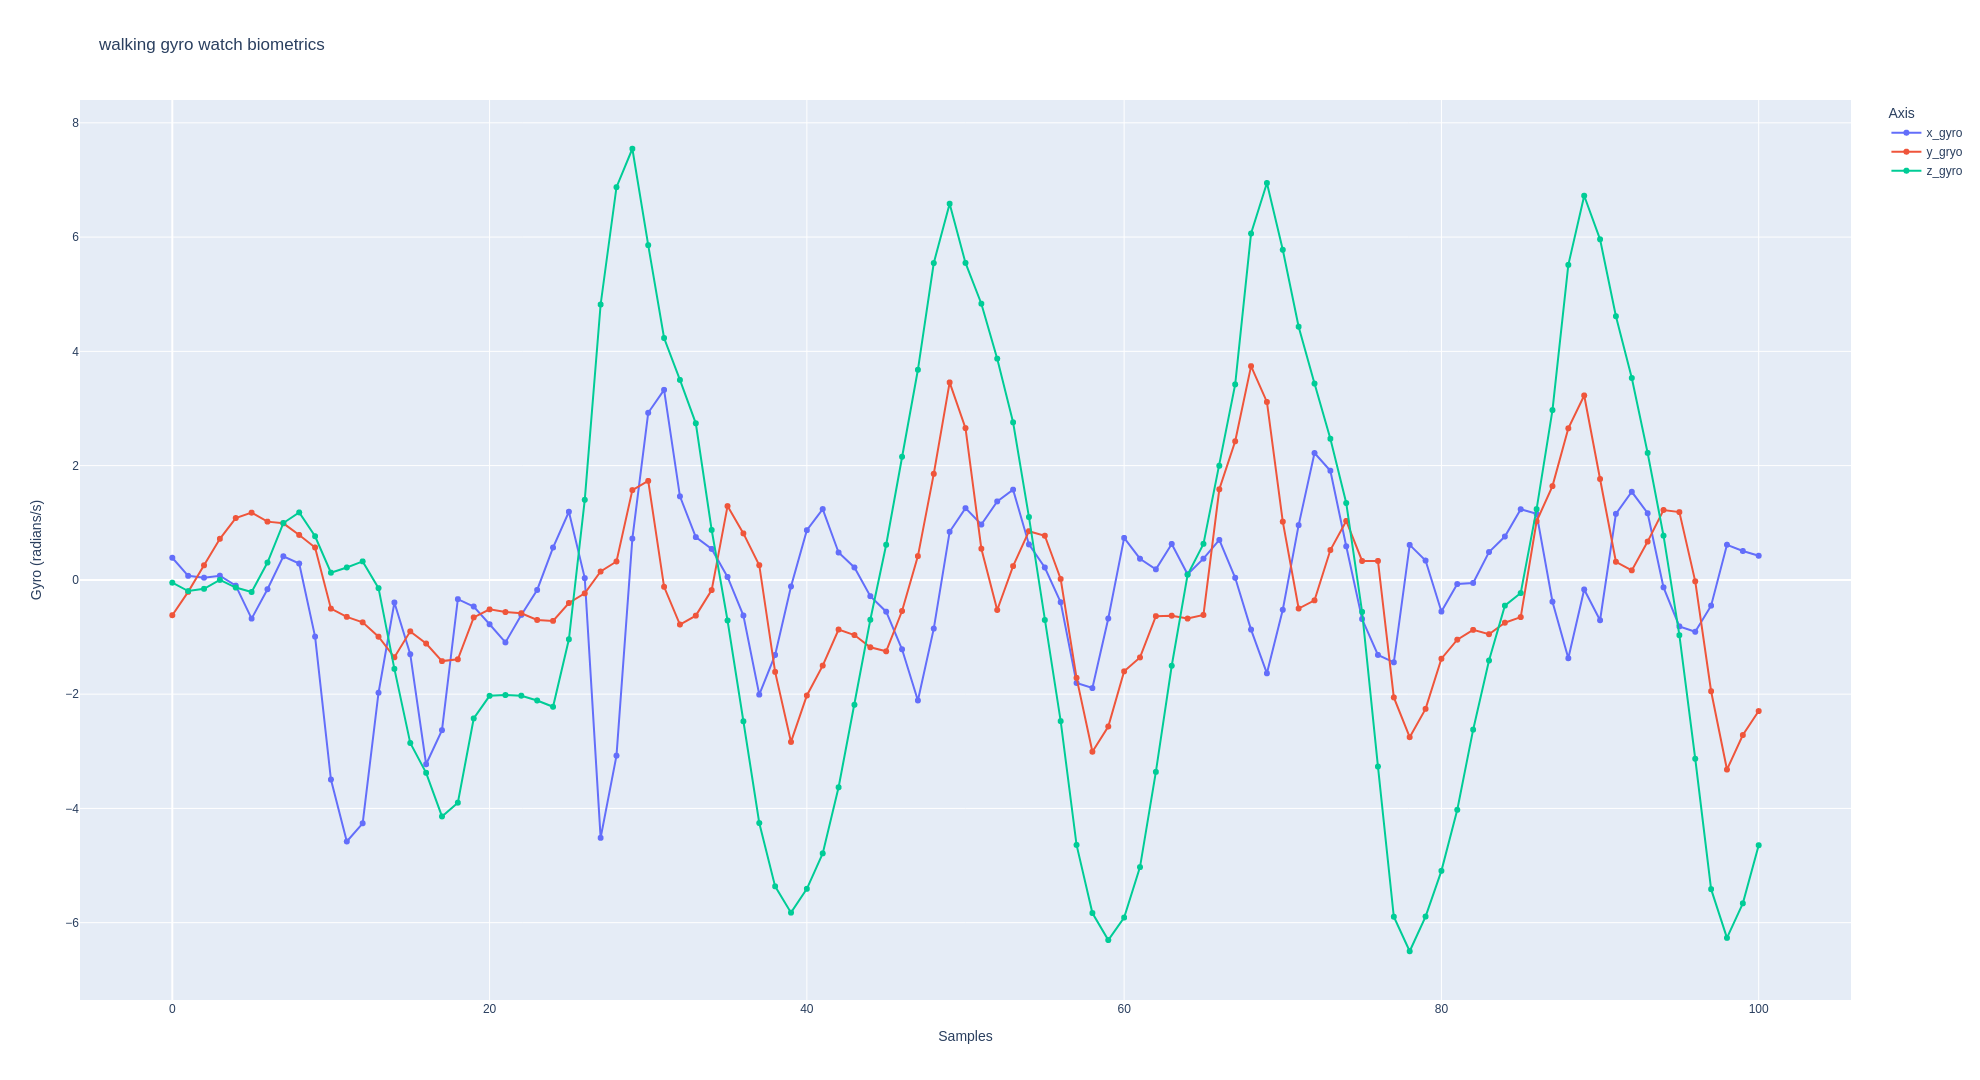 walking gyro watch biometrics
Axis
x_gyro
y_gryo
z_gyro
8
6
4
2
0
−2
−4
−6
Gyro (radians/s)
0 20 40 60 80 100
Samples